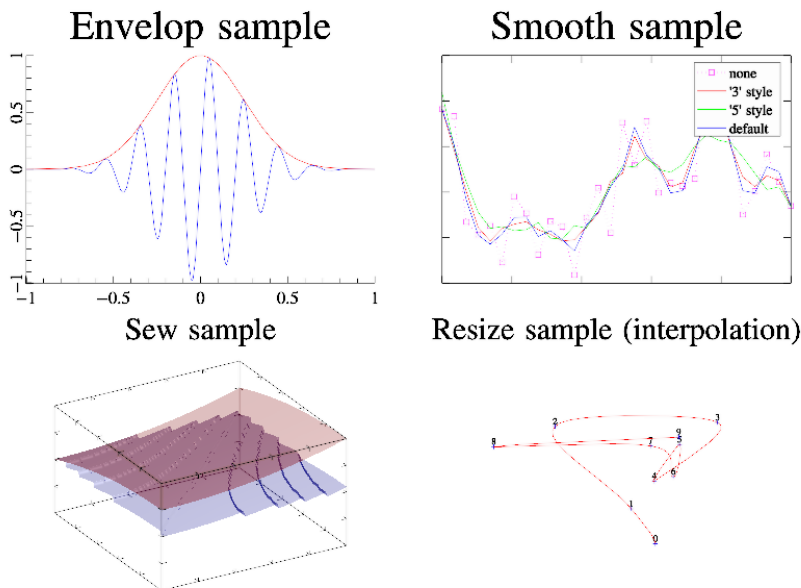 Envelop sample
Smooth sample
none
'3' style
'5' style
default
1
0.5
0
−0.5
−1
−1
−0.5
0
0.5
1
Sew sample
Resize sample (interpolation)
2
3
8
9
7
5
4
6
1
0